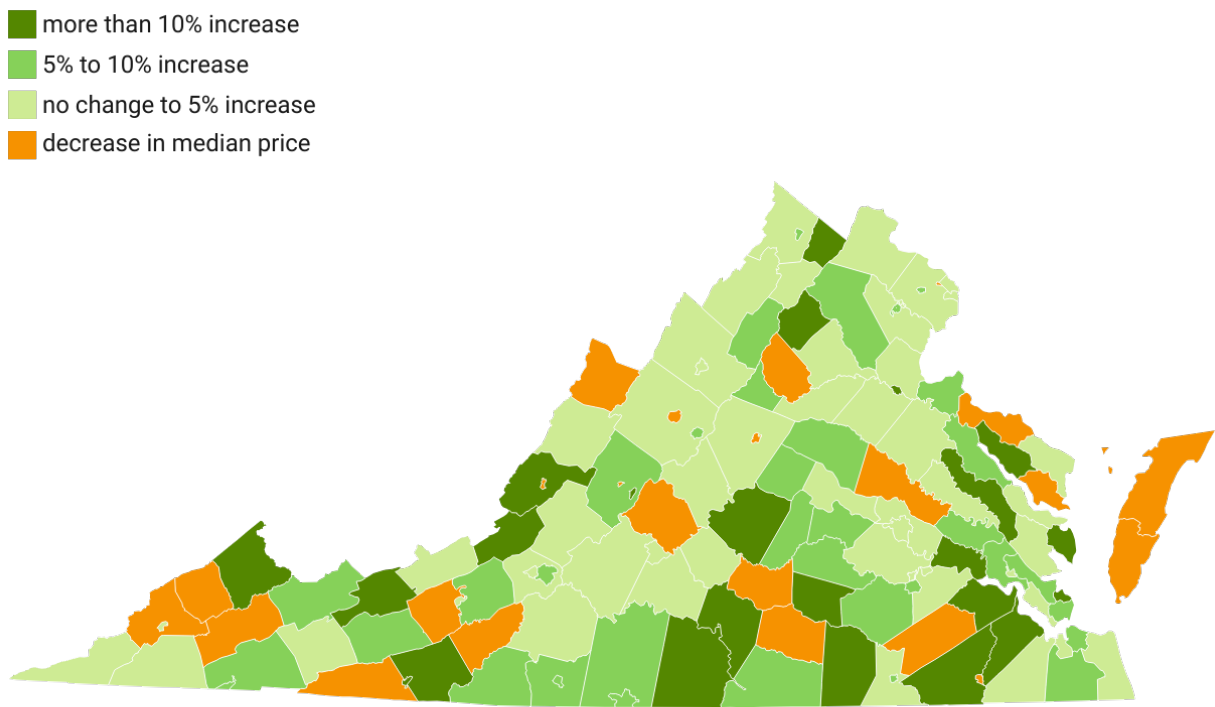 more than 10% increase
5% to 10% increase
no change to 5% increase
decrease in median price